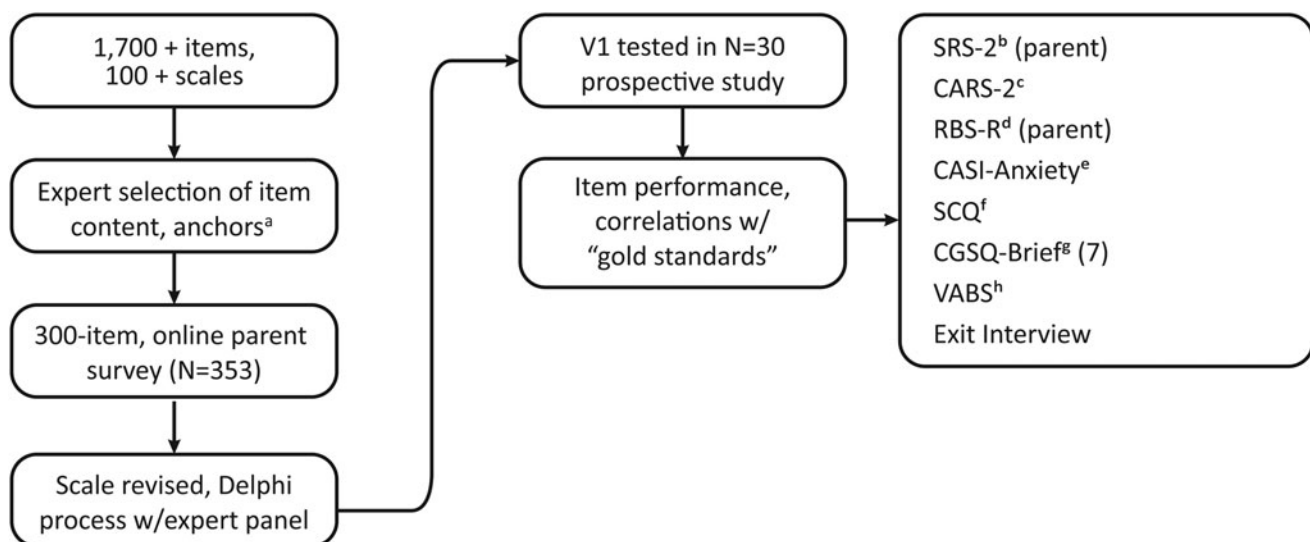 1,700 + items,
100 + scales
Expert selection of item
content, anchorsᵃ
300-item, online parent
survey (N=353)
Scale revised, Delphi
process w/expert panel
V1 tested in N=30
prospective study
Item performance,
correlations w/
“gold standards”
SRS-2ᵇ (parent)
CARS-2ᶜ
RBS-Rᵈ (parent)
CASI-Anxietyᵉ
SCQᶠ
CGSQ-Briefᵍ (7)
VABSʰ
Exit Interview